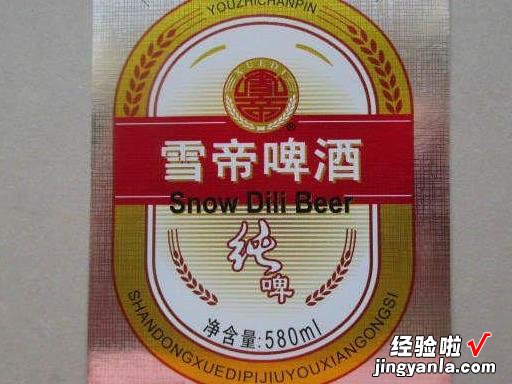 YOUZHICHANPIN
XUEDI
雪帝啤酒
Snow Dili Beer
纯啤
净含量:580ml
SHANDONGXUEDIPIJIUYOUXIANGONGSI
经验啦√
jingyanla.com